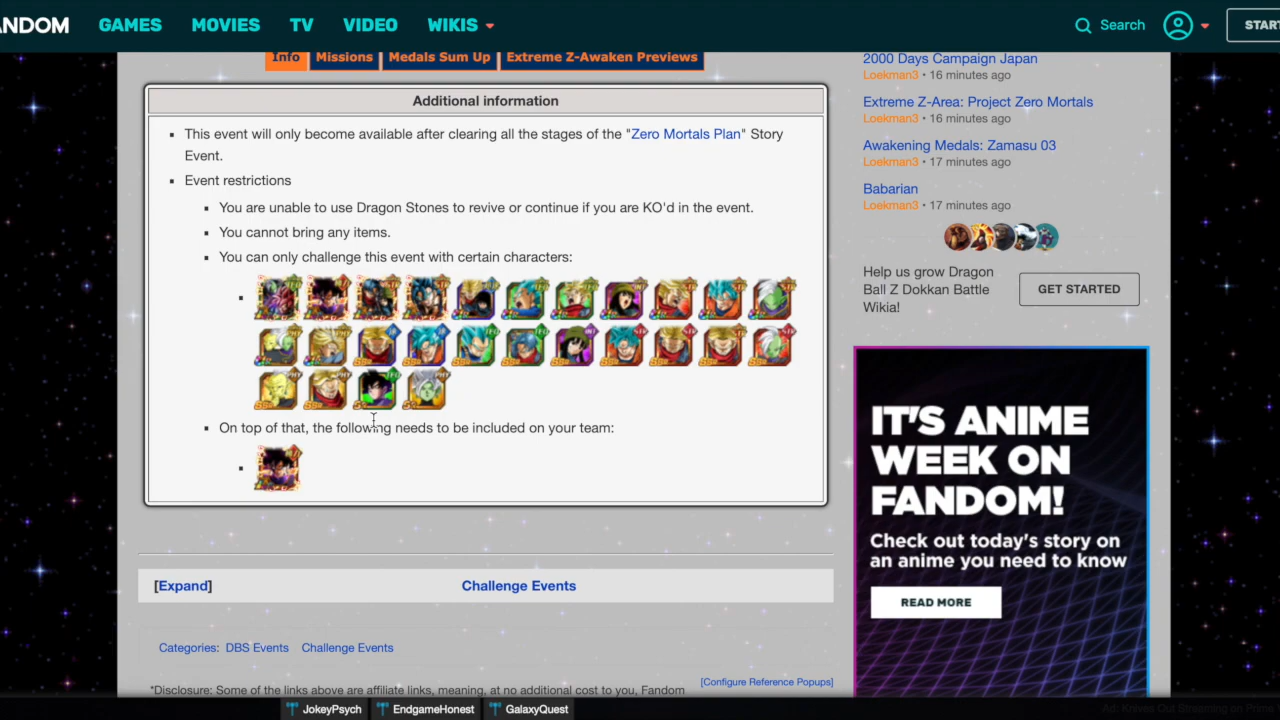 ANDOM GAMES MOVIES TV VIDEO WIKIS Search START
Info Missions Medals Sum Up Extreme Z-Awaken Previews
Additional information
This event will only become available after clearing all the stages of the "Zero Mortals Plan" Story
Event.
Event restrictions
You are unable to use Dragon Stones to revive or continue if you are KO'd in the event.
You cannot bring any items.
You can only challenge this event with certain characters:
On top of that, the following needs to be included on your team:
[Expand] Challenge Events
Categories: DBS Events Challenge Events
*Disclosure: Some of the links above are affiliate links, meaning, at no additional cost to you, Fandom
[Configure Reference Popups]
2000 Days Campaign Japan
Loekman3 • 16 minutes ago
Extreme Z-Area: Project Zero Mortals
Loekman3 • 16 minutes ago
Awakening Medals: Zamasu 03
Loekman3 • 17 minutes ago
Babarian
Loekman3 • 17 minutes ago
Help us grow Dragon
Ball Z Dokkan Battle
Wikia!
GET STARTED
IT'S ANIME
WEEK ON
FANDOM!
Check out today's story on
an anime you need to know
READ MORE
JokeyPsych EndgameHonest GalaxyQuest
Ad: Knives Out Streaming on Prime